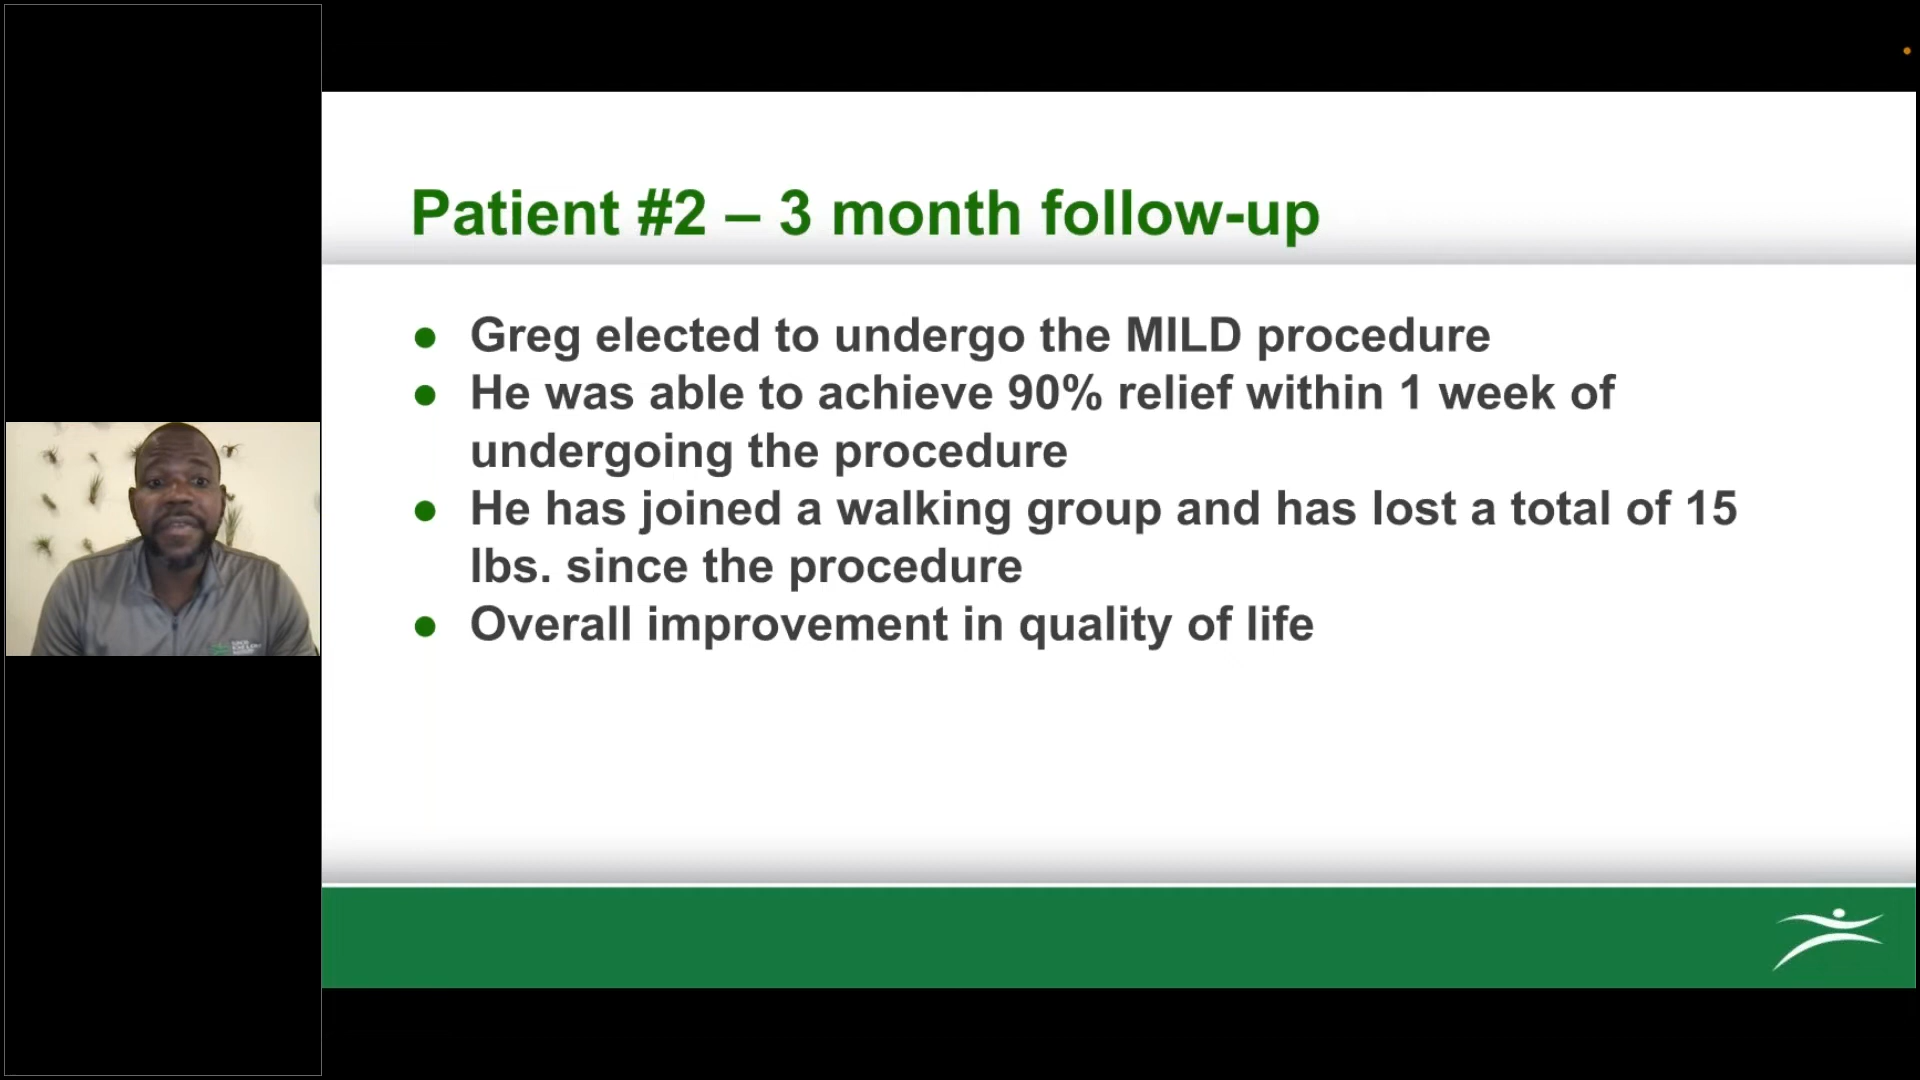 Patient #2 – 3 month follow-up
● Greg elected to undergo the MILD procedure
● He was able to achieve 90% relief within 1 week of
undergoing the procedure
● He has joined a walking group and has lost a total of 15
lbs. since the procedure
● Overall improvement in quality of life